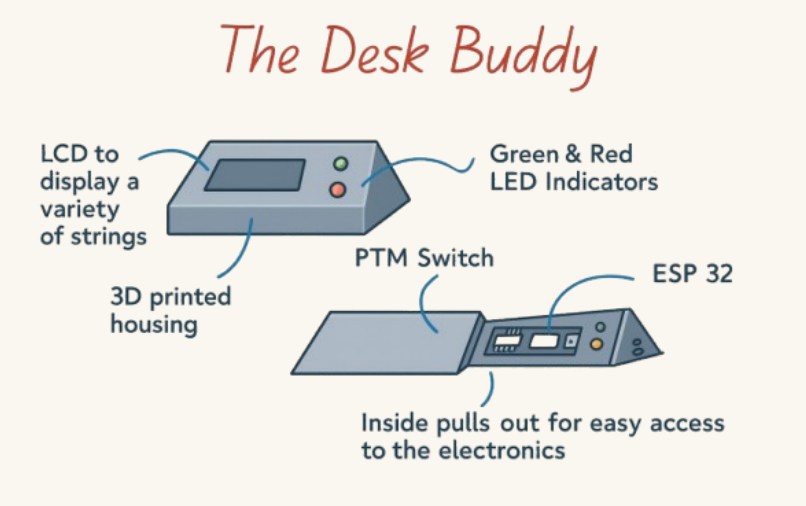 The Desk Buddy
LCD to
display a
variety
of strings
Green & Red
LED Indicators
3D printed
housing
PTM Switch
ESP 32
Inside pulls out for easy access
to the electronics